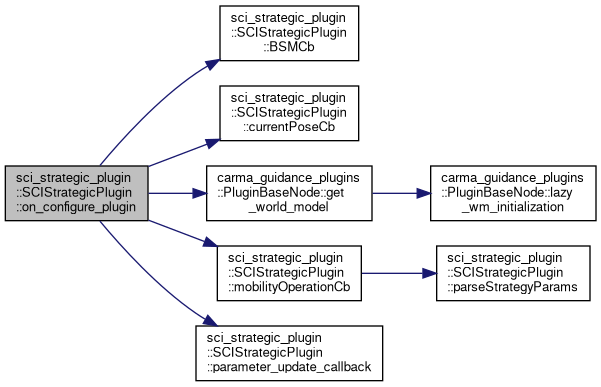 sci_strategic_plugin
::SCIStrategicPlugin
::BSMCb
sci_strategic_plugin
::SCIStrategicPlugin
::currentPoseCb
sci_strategic_plugin
::SCIStrategicPlugin
::on_configure_plugin
carma_guidance_plugins
::PluginBaseNode::get
_world_model
carma_guidance_plugins
::PluginBaseNode::lazy
_wm_initialization
sci_strategic_plugin
::SCIStrategicPlugin
::mobilityOperationCb
sci_strategic_plugin
::SCIStrategicPlugin
::parseStrategyParams
sci_strategic_plugin
::SCIStrategicPlugin
::parameter_update_callback